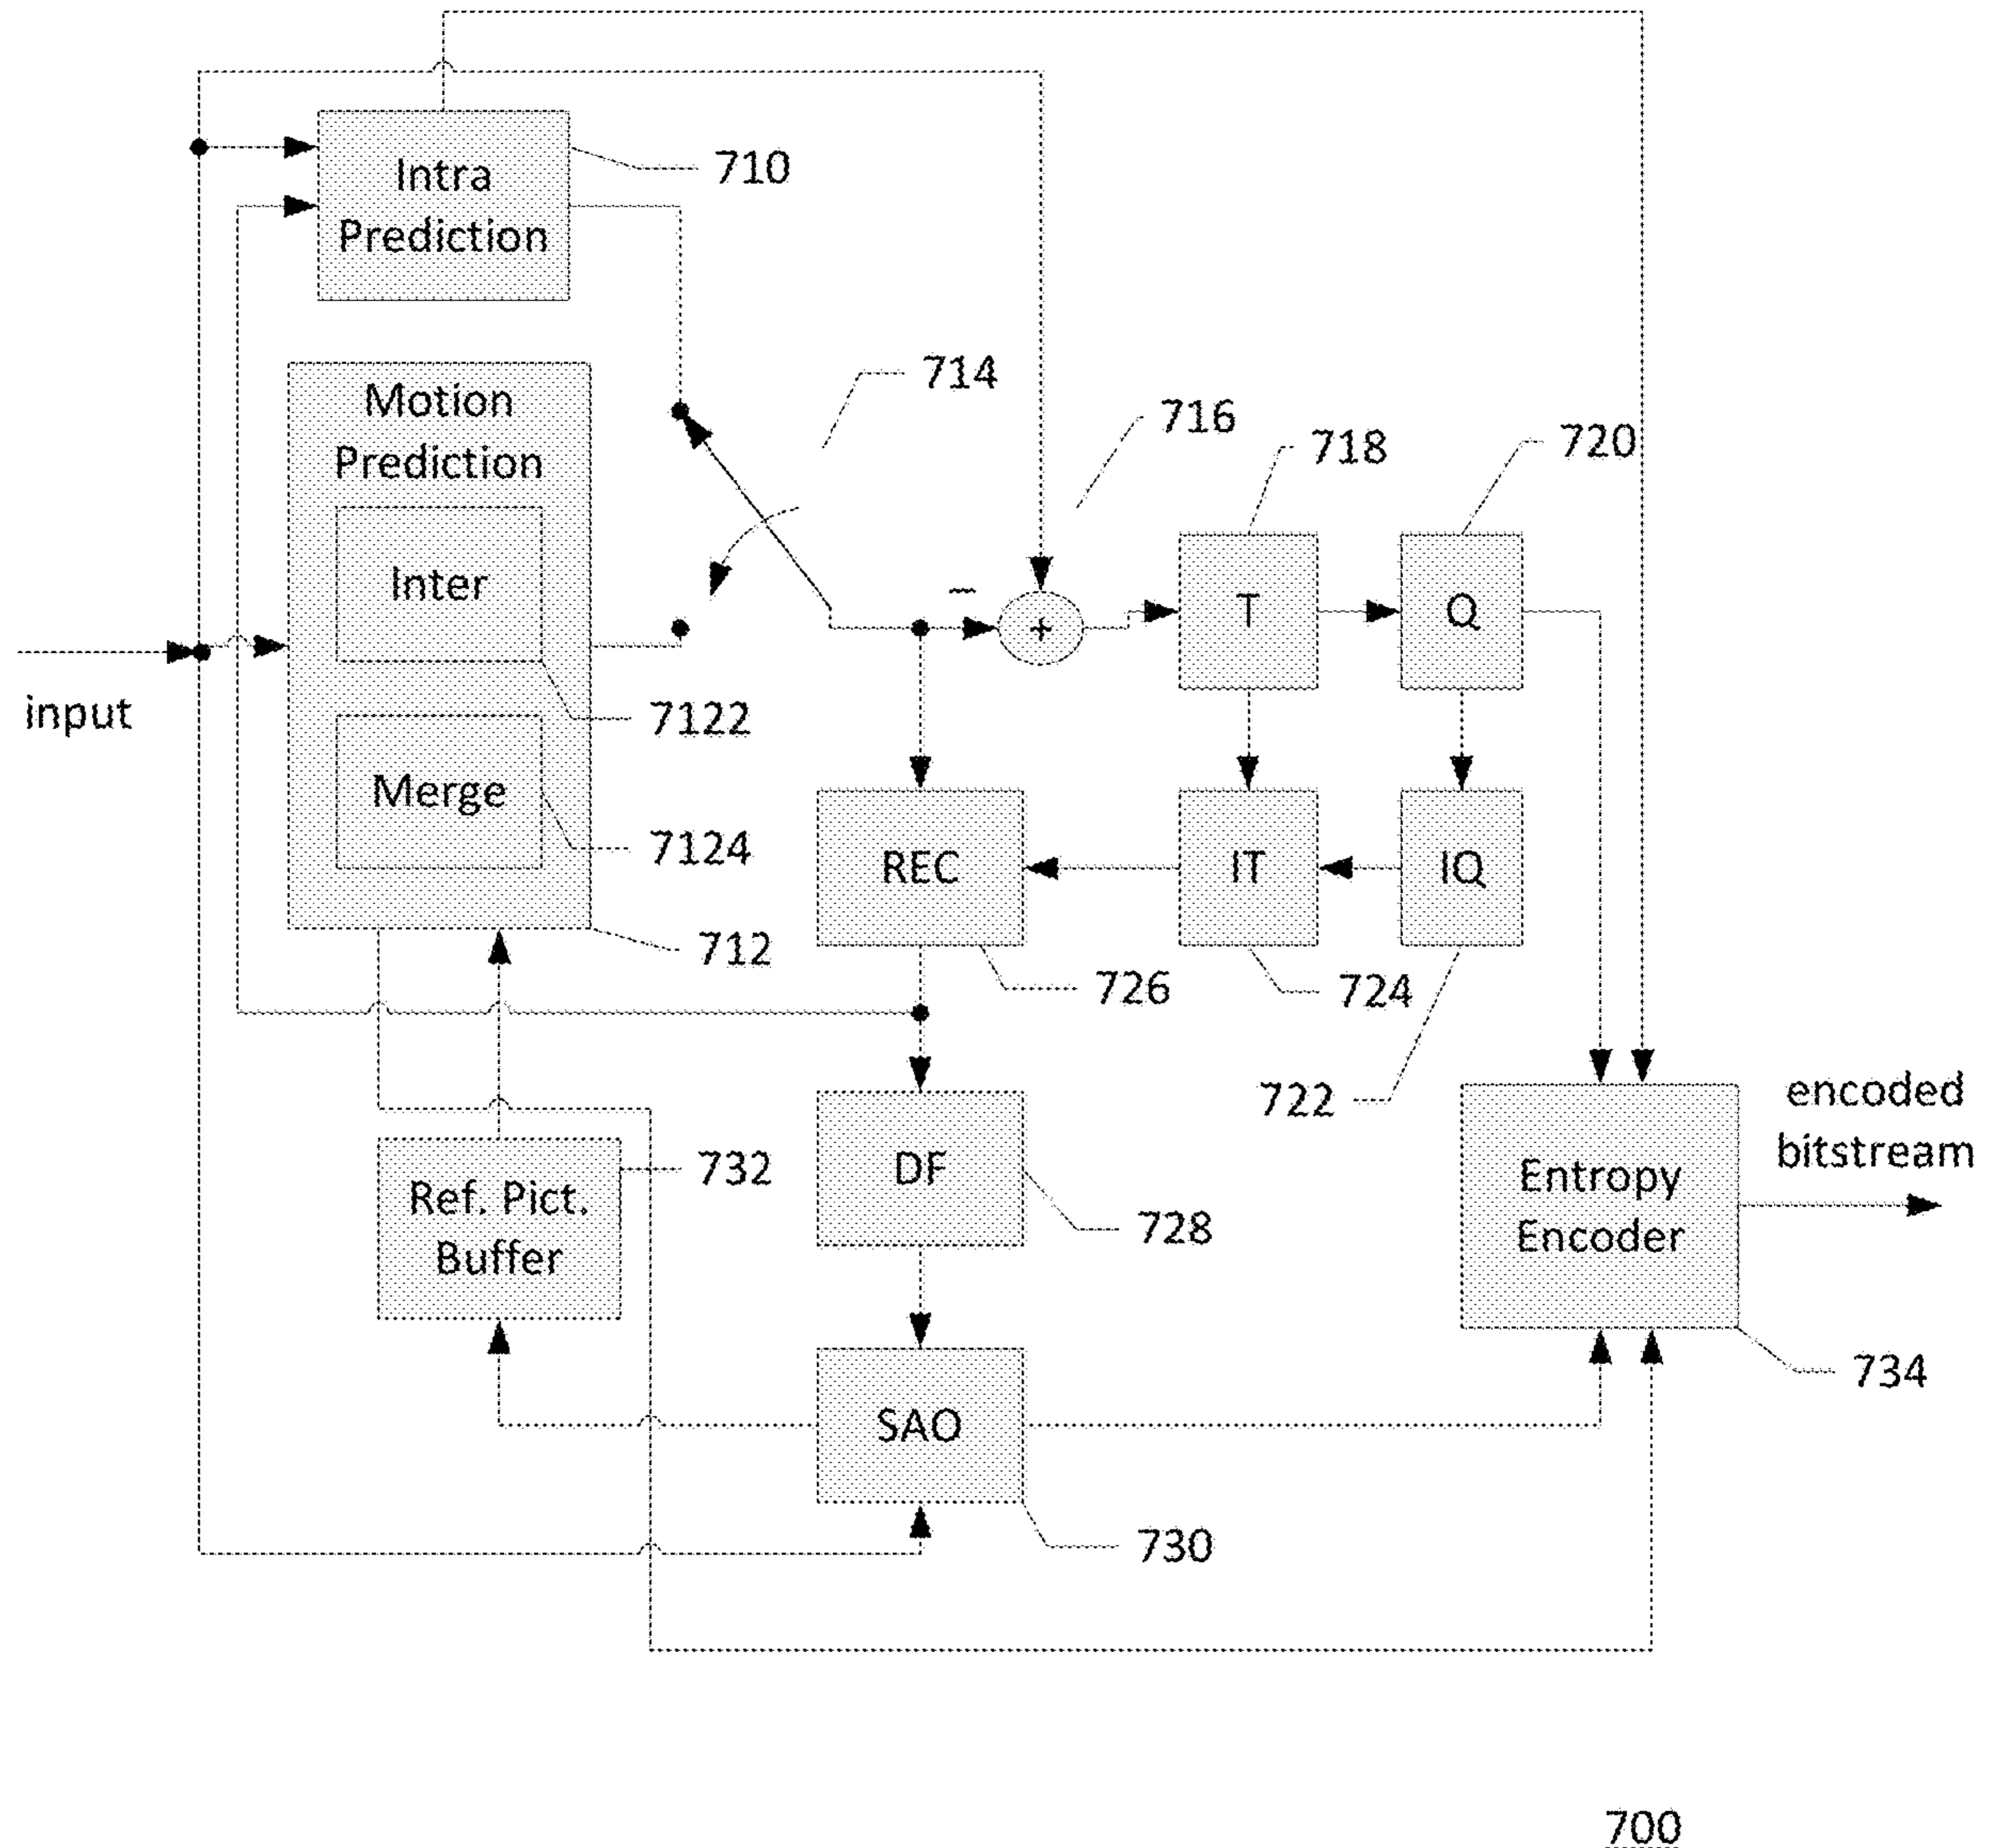 Intra
Prediction
710
Motion
Prediction
Inter
7122
Merge
7124
712
714
716
718
720
−
+
T
Q
input
REC
IT
IQ
726
724
722
Ref. Pict.
Buffer
732
DF
728
Entropy
Encoder
encoded
bitstream
734
SAO
730
700